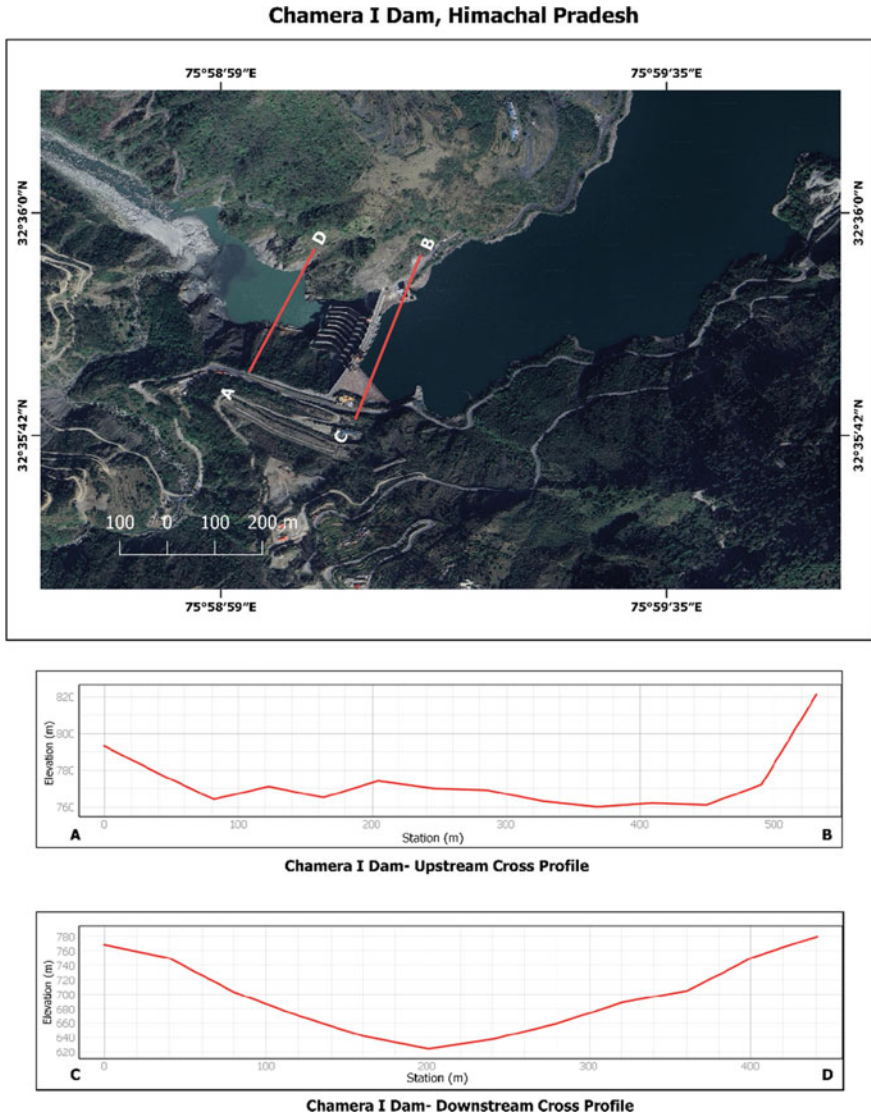 Chamera I Dam, Himachal Pradesh
75°58′59″E 75°59′35″E
32°36′0″N 32°36′0″N
D B
A
C
32°35′42″N 32°35′42″N
100 0 100 200 m
75°58′59″E 75°59′35″E
Elevation (m)
820
800
780
760
0 100 200 300 400 500
A Station (m) B
Chamera I Dam- Upstream Cross Profile
Elevation (m)
780
760
740
720
700
680
660
640
620
0 100 200 300 400
C Station (m) D
Chamera I Dam- Downstream Cross Profile